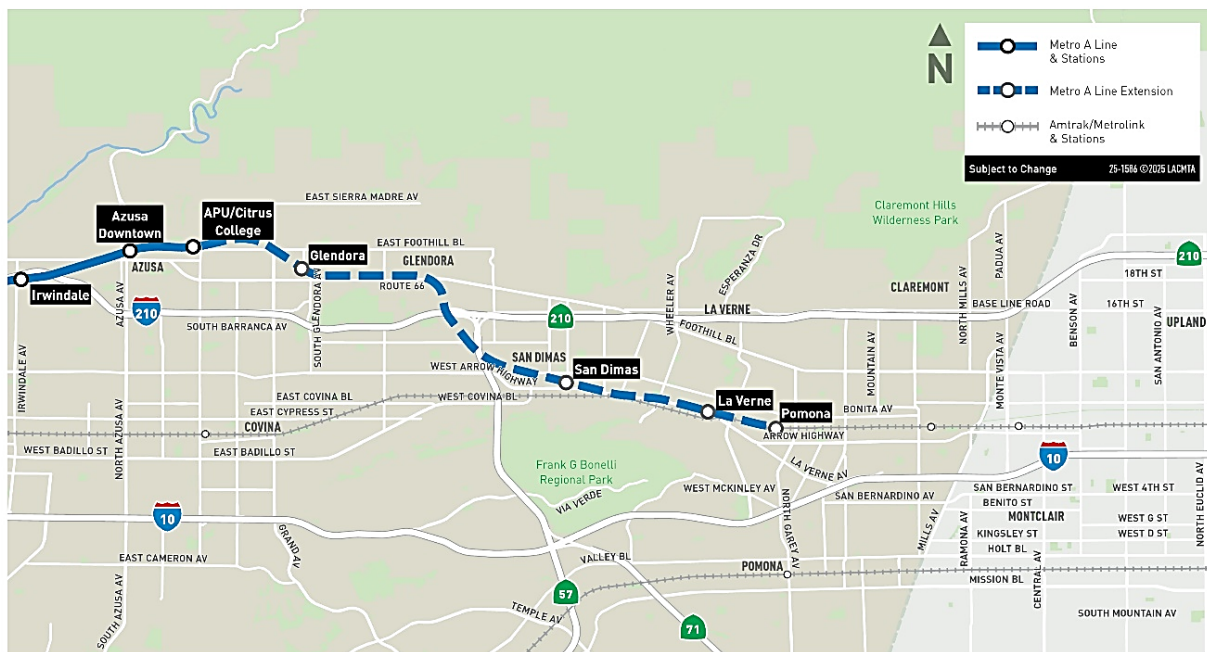 N
Metro A Line
& Stations
Metro A Line Extension
Amtrak/Metrolink
& Stations
Subject to Change
25-1586 ©2025 LACMTA
Claremont Hills
Wilderness Park
EAST SIERRA MADRE AV
Azusa
Downtown
APU/Citrus
College
Glendora
Irwindale
AZUSA
EAST FOOTHILL BL
GLENDORA
ROUTE 66
AZUSA AV
210
SOUTH BARRANCA AV
SOUTH GLENDORA AV
IRWINDALE AV
210
WHEELER AV
ESPERANZA DR
LA VERNE
FOOTHILL BL
CLAREMONT
NORTH MILLS AV
PADUA AV
BASE LINE ROAD
210
18TH ST
16TH ST
BENSON AV
SAN ANTONIO AV
UPLAND
MOUNTAIN AV
MONTE VISTA AV
SAN DIMAS
WEST ARROW HIGHWAY
San Dimas
La Verne
Pomona
BONITA AV
ARROW HIGHWAY
EAST COVINA BL
WEST COVINA BL
EAST CYPRESS ST
COVINA
NORTH AZUSA AV
WEST BADILLO ST
EAST BADILLO ST
Frank G Bonelli
Regional Park
VIA VERDE
LA VERNE AV
WEST MCKINLEY AV
SAN BERNARDINO AV
NORTH GAREY AV
10
SAN BERNARDINO ST
WEST 4TH ST
BENITO ST
MONTCLAIR
WEST G ST
KINGSLEY ST
WEST D ST
HOLT BL
NORTH EUCLID AV
MILLS AV
RAMONA AV
CENTRAL AV
MISSION BL
SOUTH MOUNTAIN AV
10
GRAND AV
EAST CAMERON AV
SOUTH AZUSA AV
VALLEY BL
POMONA
57
TEMPLE AV
71